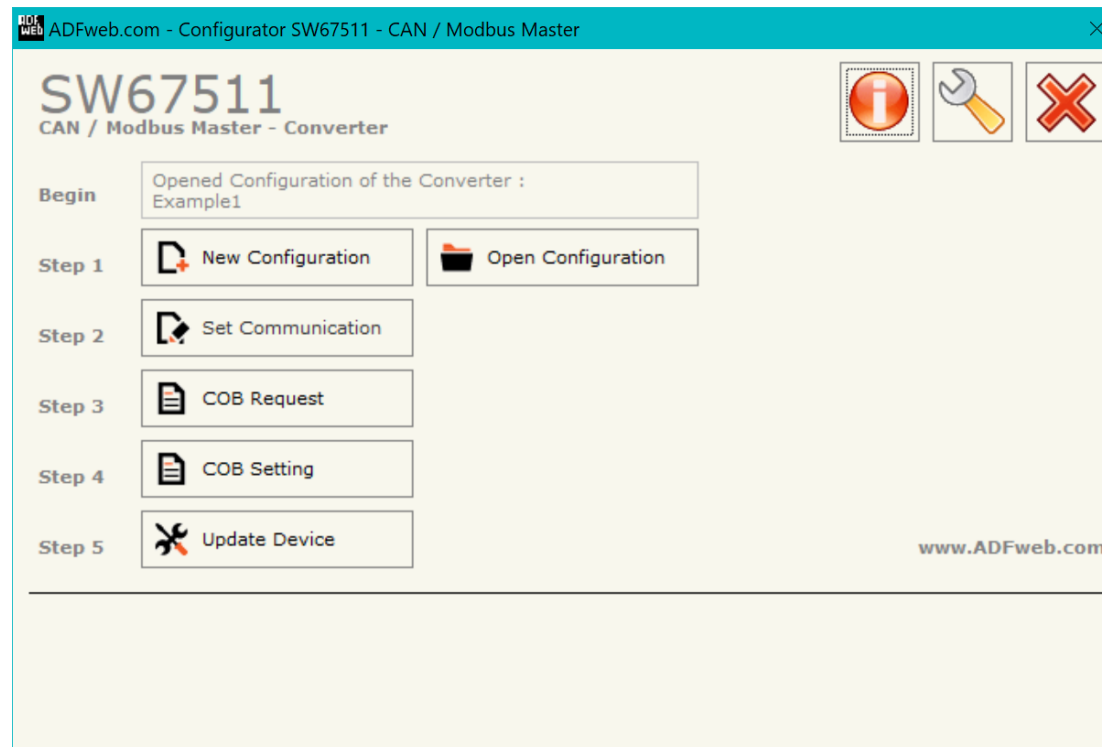 ADF WEB ADFweb.com - Configurator SW67511 - CAN / Modbus Master
SW67511
CAN / Modbus Master - Converter
Begin
Opened Configuration of the Converter :
Example1
Step 1
New Configuration
Open Configuration
Step 2
Set Communication
Step 3
COB Request
Step 4
COB Setting
Step 5
Update Device
www.ADFweb.com